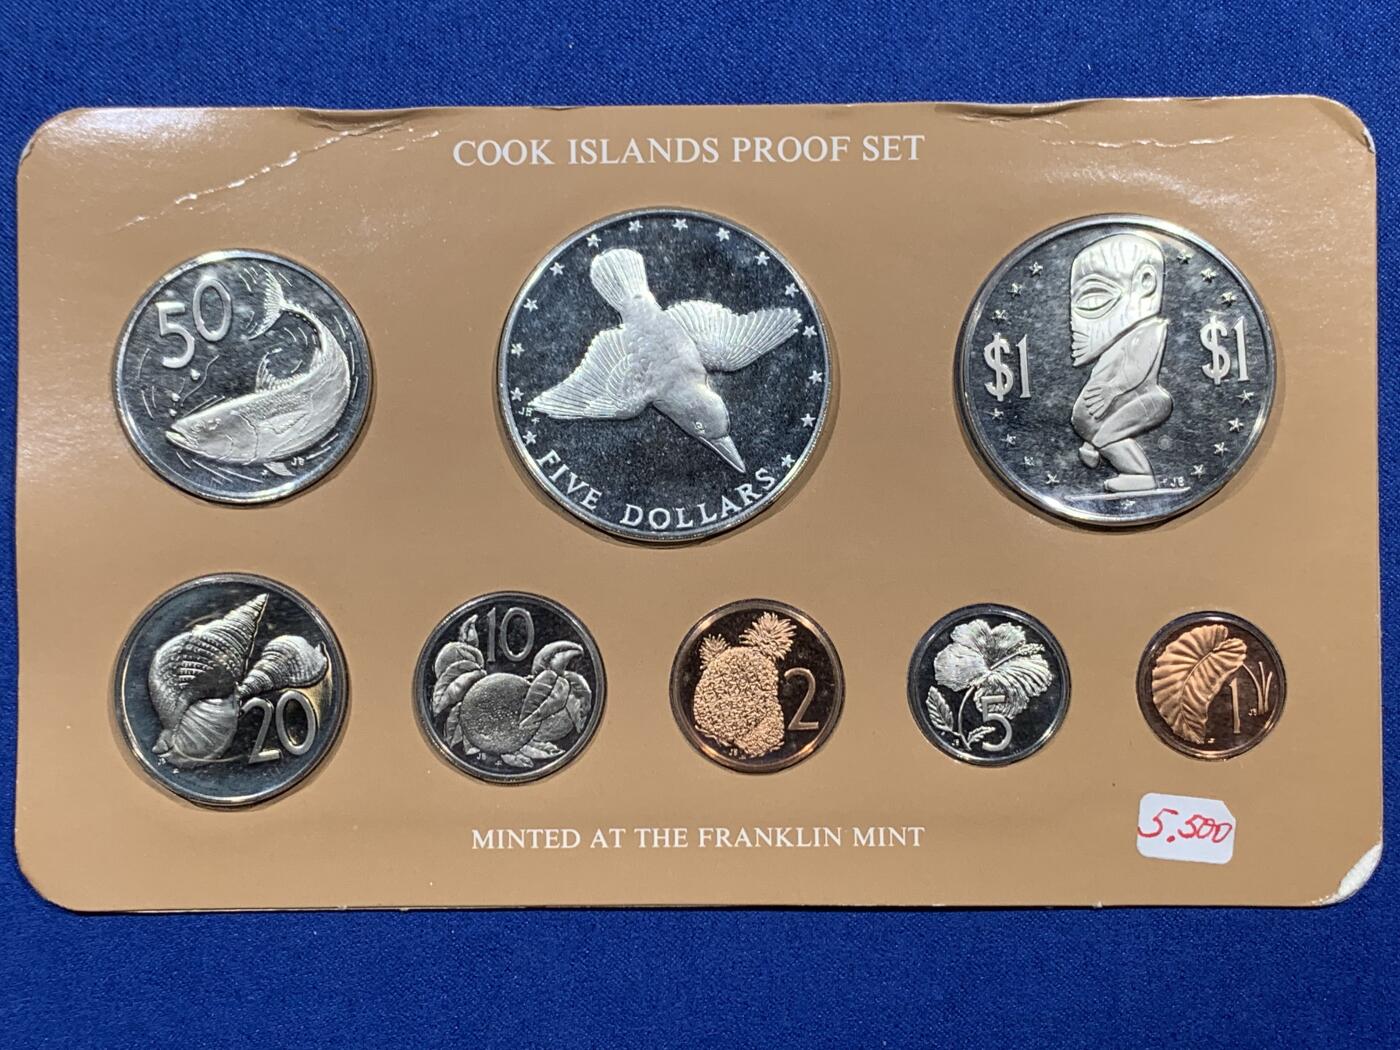 COOK ISLANDS PROOF SET
50
FIVE DOLLARS
$1 $1
20
10
2
5
1
MINTED AT THE FRANKLIN MINT
5.500